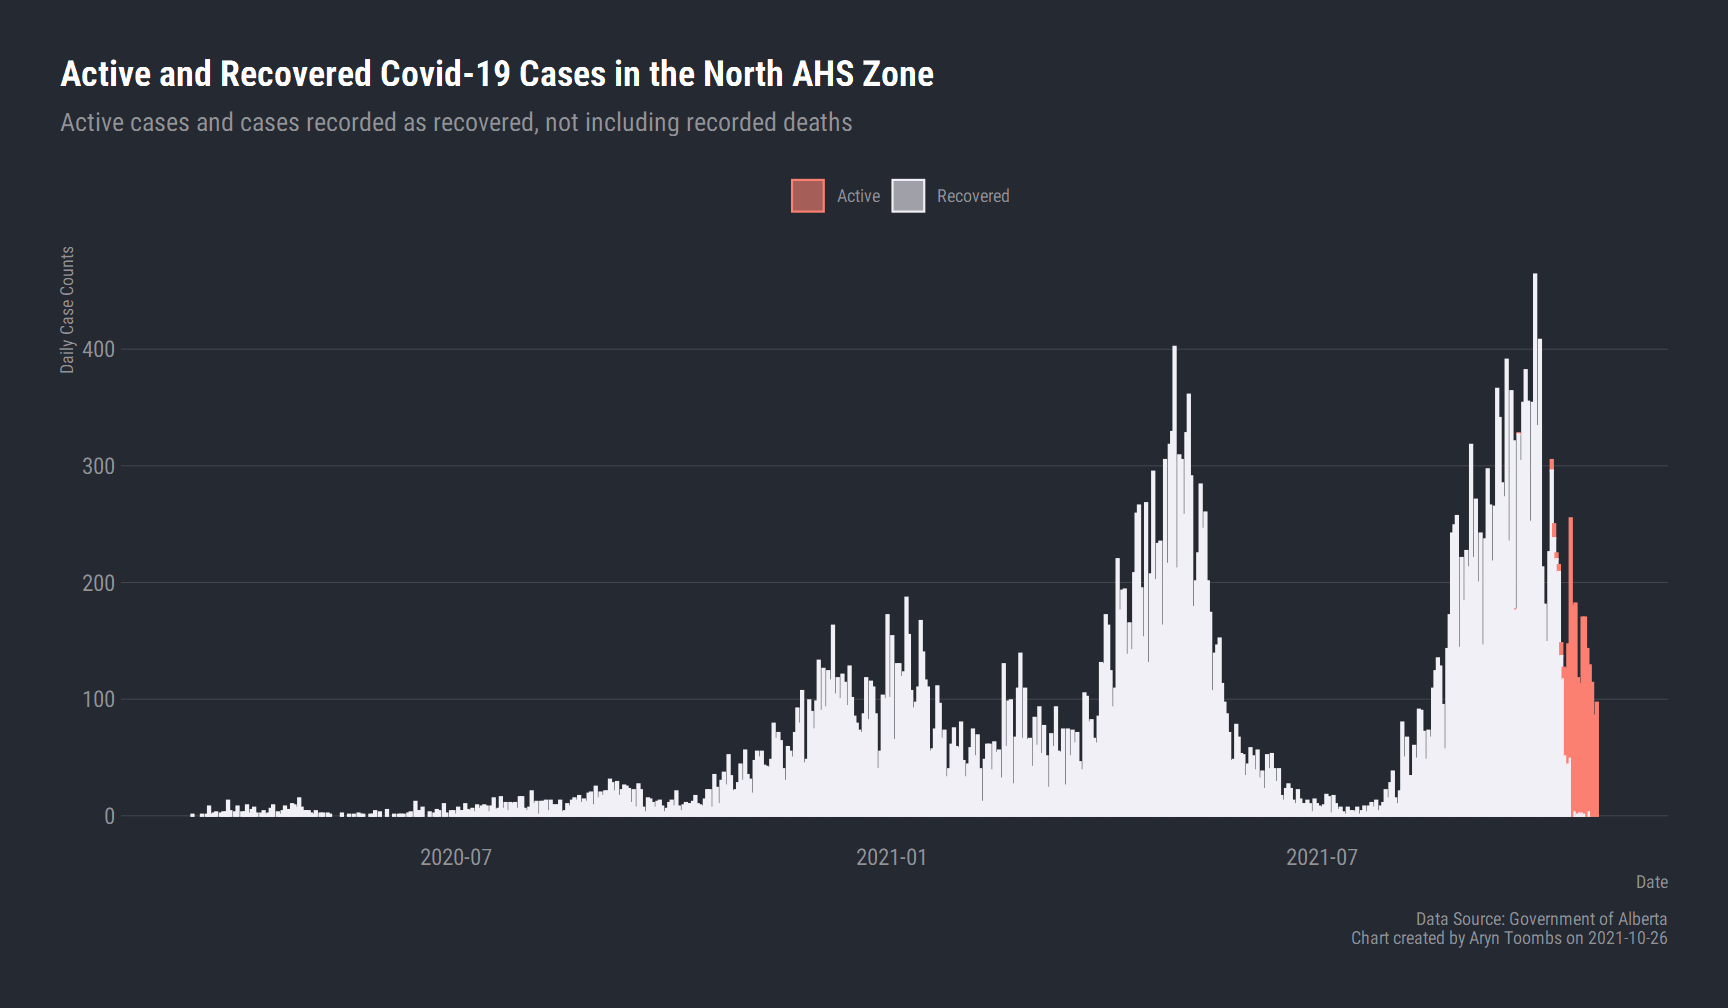 Active and Recovered Covid-19 Cases in the North AHS Zone
Active cases and cases recorded as recovered, not including recorded deaths
Active
Recovered
Daily Case Counts
400
300
200
100
0
2020-07
2021-01
2021-07
Date
Data Source: Government of Alberta
Chart created by Aryn Toombs on 2021-10-26